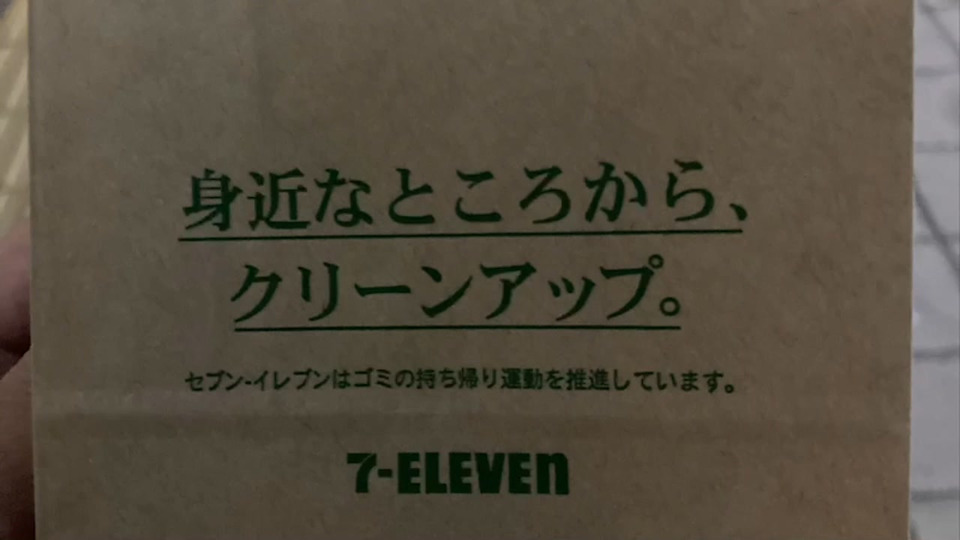 身近なところから、
クリーンアップ。
セブン-イレブンはゴミの持ち帰り運動を推進しています。
7-ELEVEn